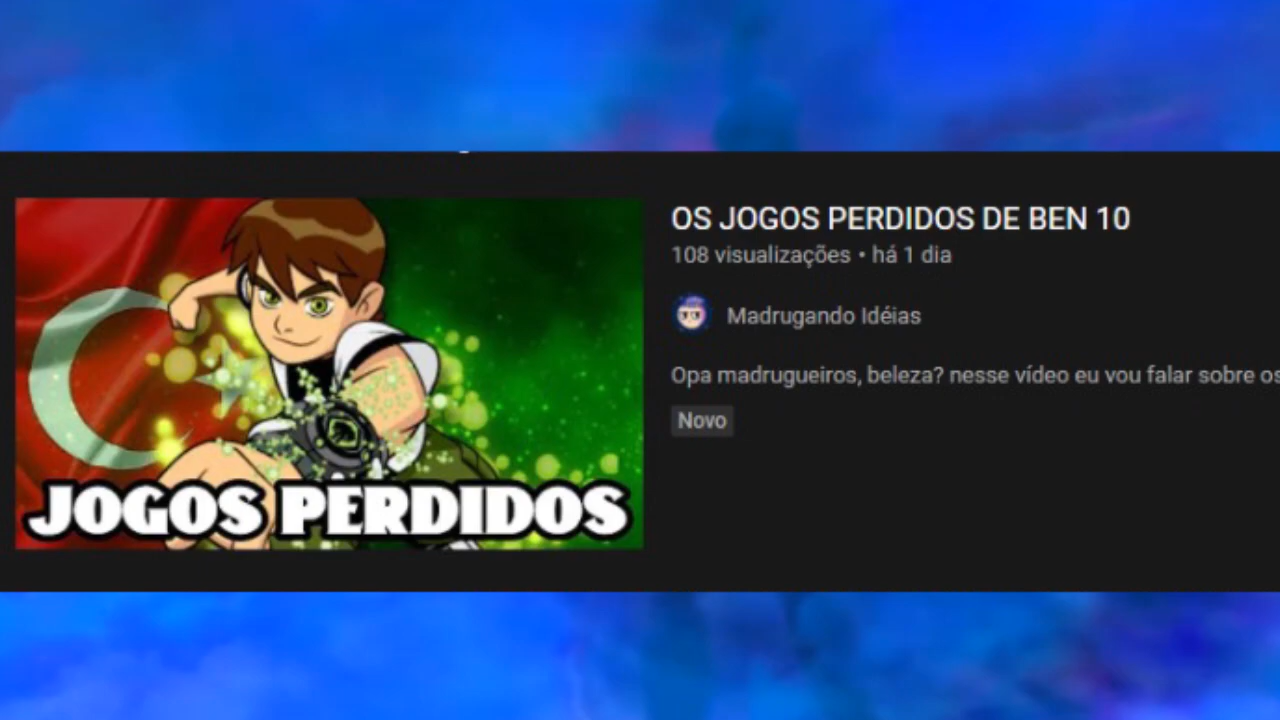 JOGOS PERDIDOS
OS JOGOS PERDIDOS DE BEN 10
108 visualizações • há 1 dia
Madrugando Idéias
Opa madrugueiros, beleza? nesse vídeo eu vou falar sobre os
Novo